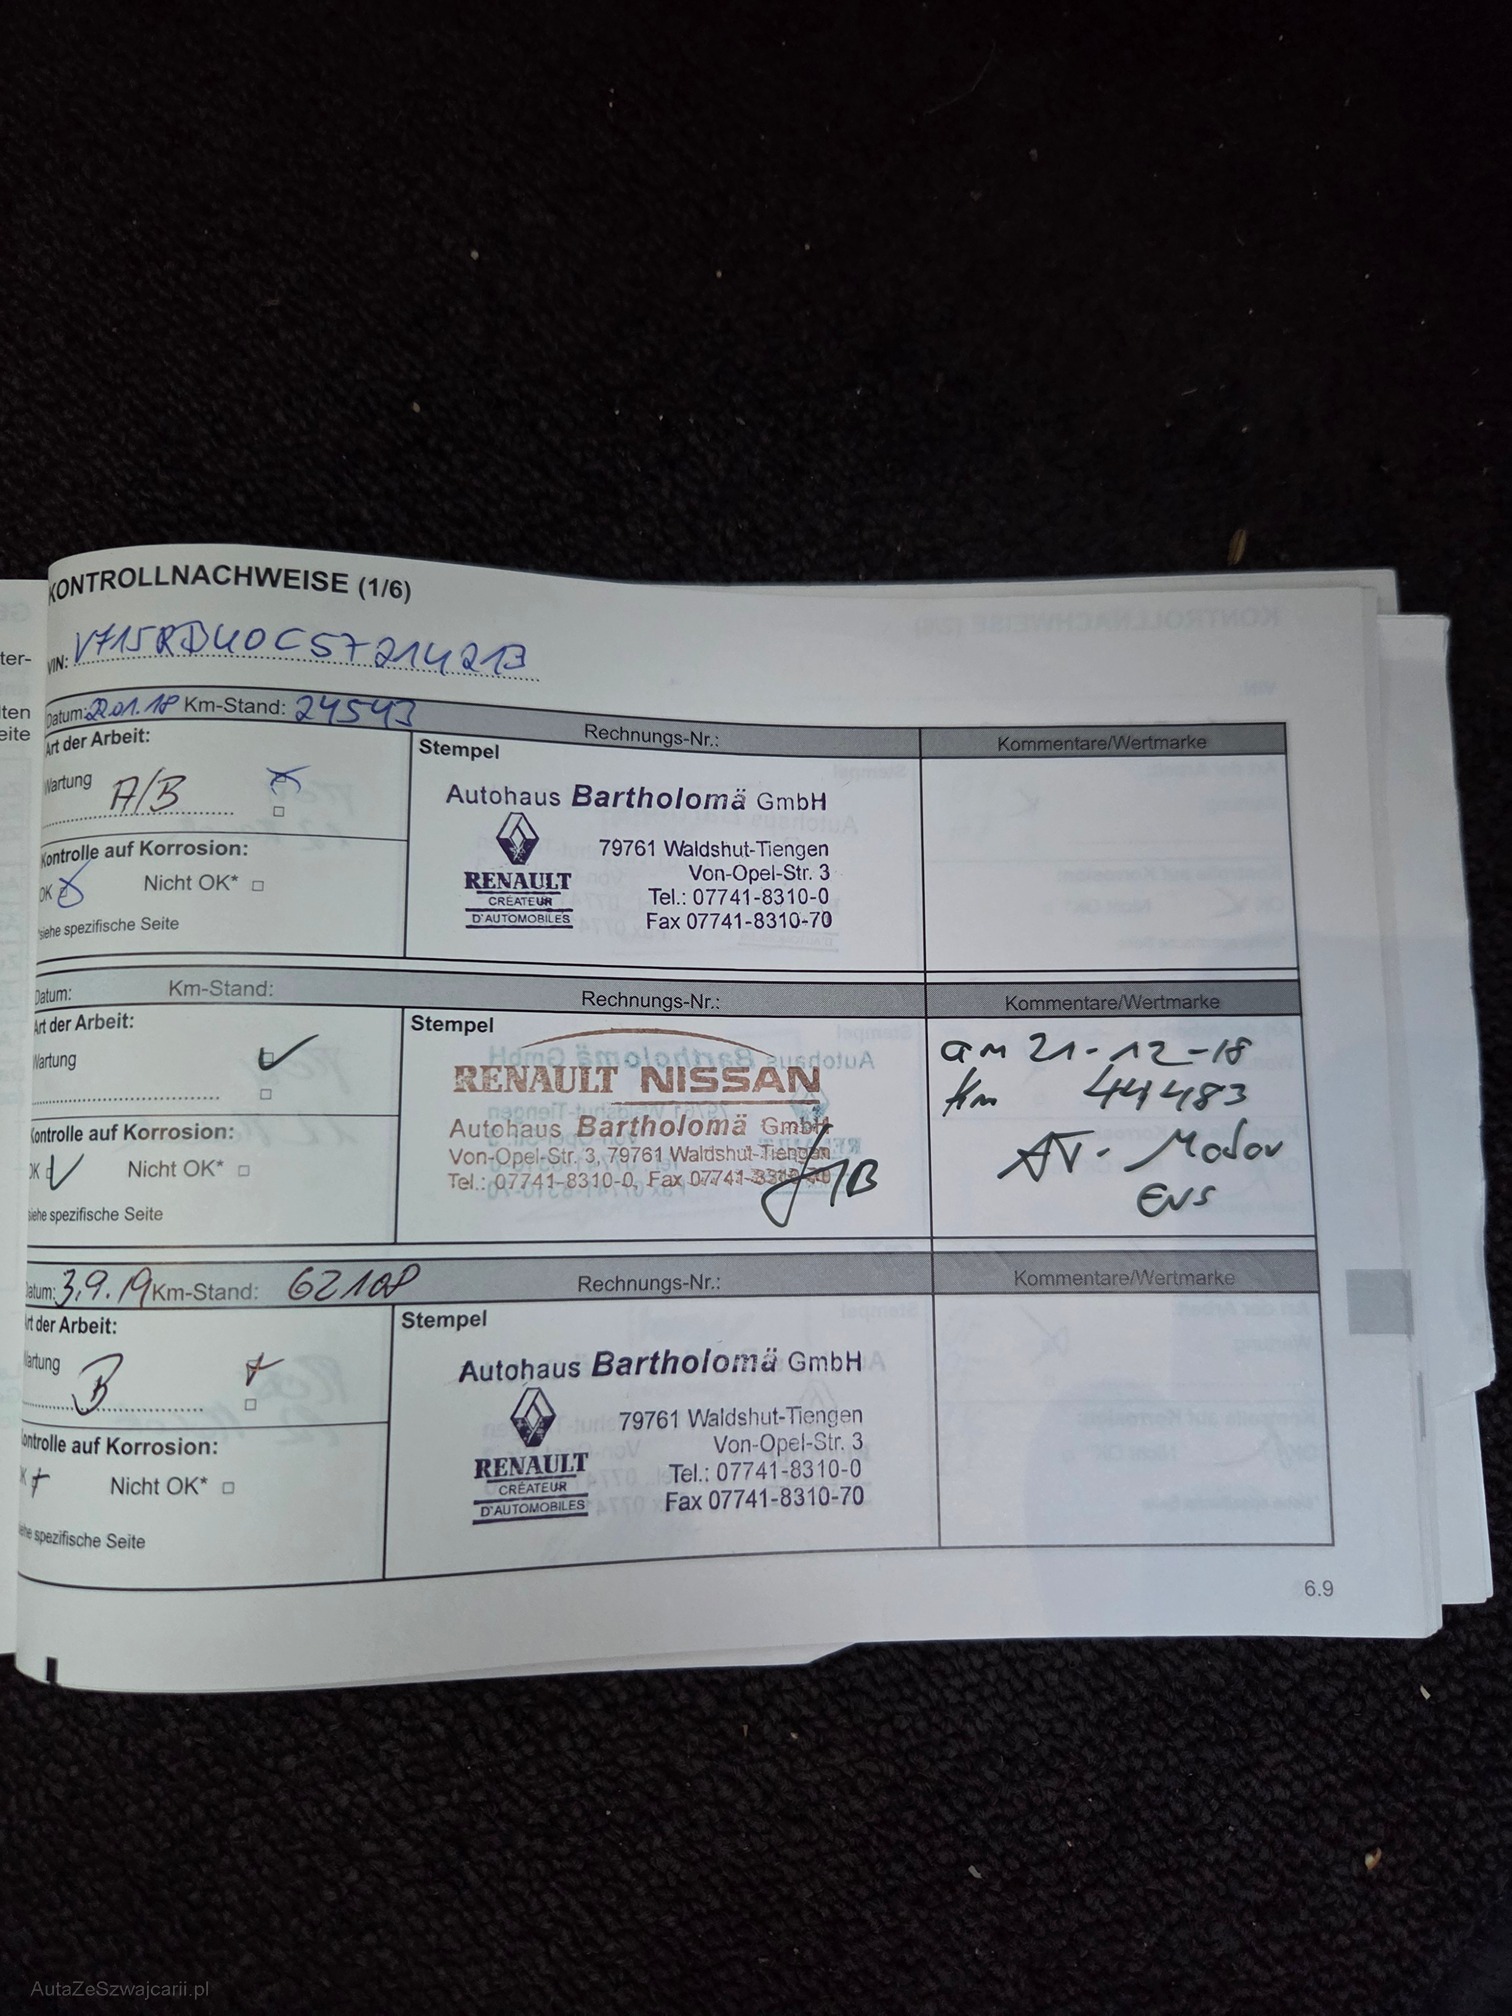 KONTROLLNACHWEISE (1/6)
VIN:
Datum: Km-Stand: 24543
Art der Arbeit:
Stempel
Rechnungs-Nr.:
Kommentare/Wertmarke
Wartung A/B
Autohaus Bartholomä GmbH
79761 Waldshut-Tiengen
Von-Opel-Str. 3
Tel.: 07741-8310-0
Fax 07741-8310-70
RENAULT
CRÉATEUR
D'AUTOMOBILES
Kontrolle auf Korrosion:
OK Nicht OK*
*siehe spezifische Seite
Datum: Km-Stand:
Rechnungs-Nr.:
Kommentare/Wertmarke
Art der Arbeit:
Stempel
Wartung
RENAULT NISSAN
Autohaus Bartholomä GmbH
Von-Opel-Str. 3, 79761 Waldshut-Tiengen
Tel.: 07741-8310-0, Fax 07741-8310-70
am 21-12-18
km 44483
AT-Motor
Kontrolle auf Korrosion:
OK Nicht OK*
siehe spezifische Seite
Datum: 3.9.19 Km-Stand: 62108
Rechnungs-Nr.:
Kommentare/Wertmarke
Art der Arbeit:
Stempel
Wartung B
Autohaus Bartholomä GmbH
79761 Waldshut-Tiengen
Von-Opel-Str. 3
Tel.: 07741-8310-0
Fax 07741-8310-70
RENAULT
CRÉATEUR
D'AUTOMOBILES
ontrolle auf Korrosion:
Nicht OK*
spezifische Seite
6.9
ter-
lten
eite
AutaZeSzwajcarii.pl